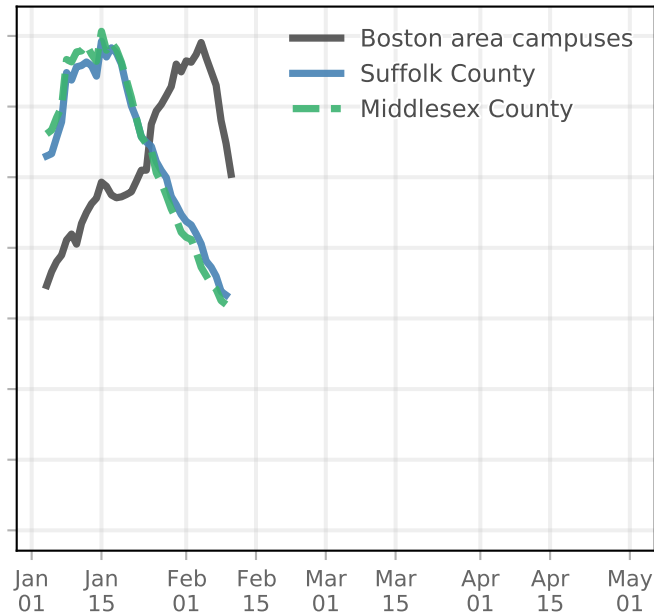 Boston area campuses
Suffolk County
Middlesex County
Jan Jan Feb Feb Mar Mar Apr Apr May
01 15 01 15 01 15 01 15 01